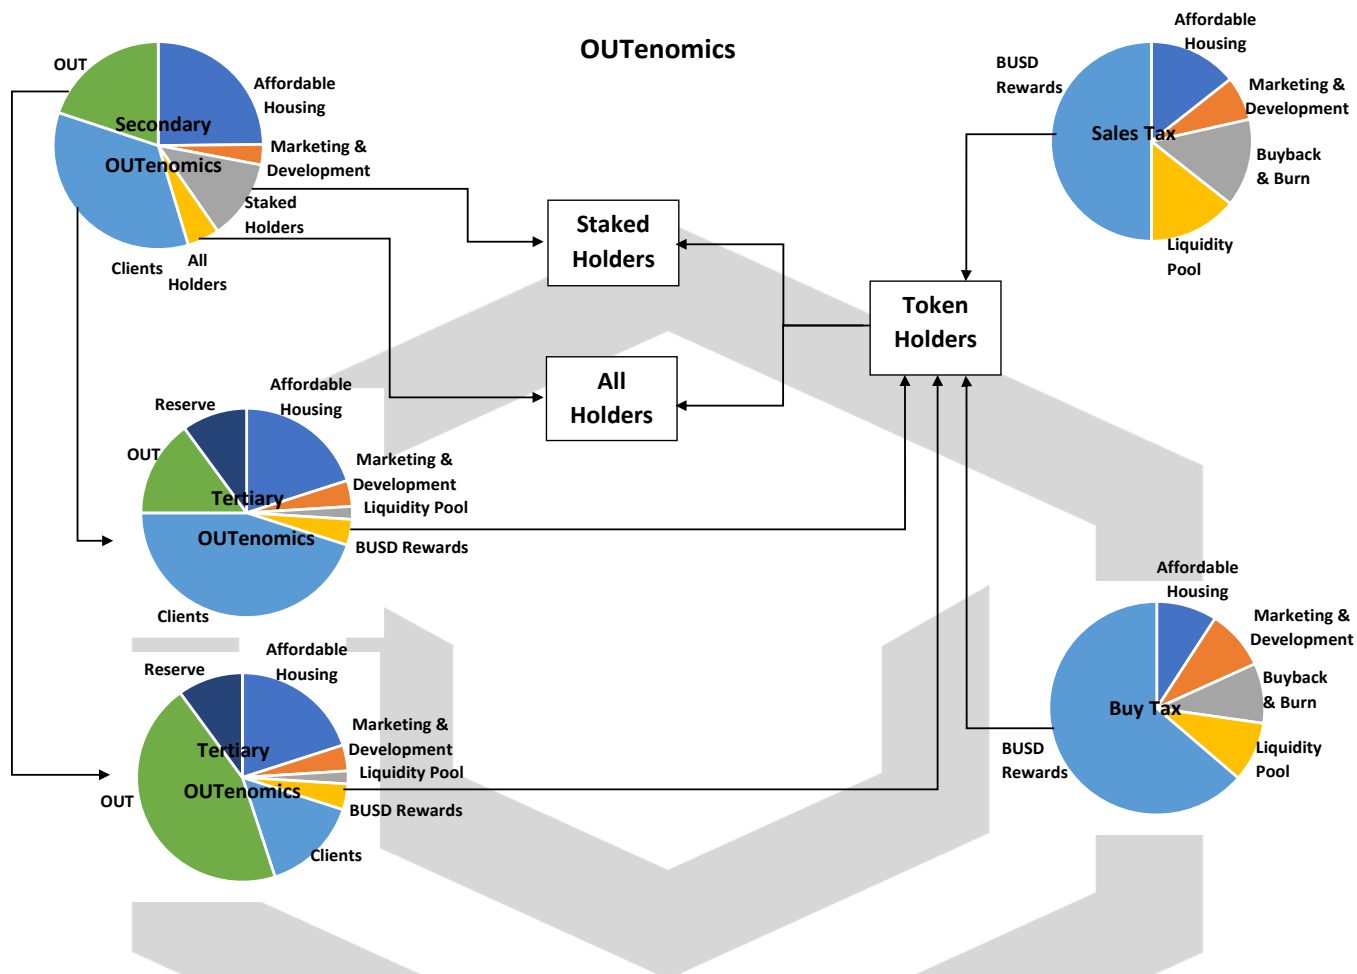 OUTenomics
OUT
Affordable
Housing
Secondary
OUTenomics
Marketing &
Development
Staked
Holders
All
Holders
Clients
Affordable
Housing
BUSD
Rewards
Marketing &
Development
Sales Tax
Buyback
& Burn
Liquidity
Pool
Staked
Holders
Token
Holders
All
Holders
Affordable
Housing
Reserve
OUT
Marketing &
Development
Tertiary
Liquidity Pool
OUTenomics
BUSD Rewards
Clients
Affordable
Housing
Reserve
Marketing &
Development
Tertiary
Liquidity Pool
OUTenomics
OUT
BUSD Rewards
Clients
Affordable
Housing
Marketing &
Development
Buyback
& Burn
Buy Tax
BUSD
Rewards
Liquidity
Pool